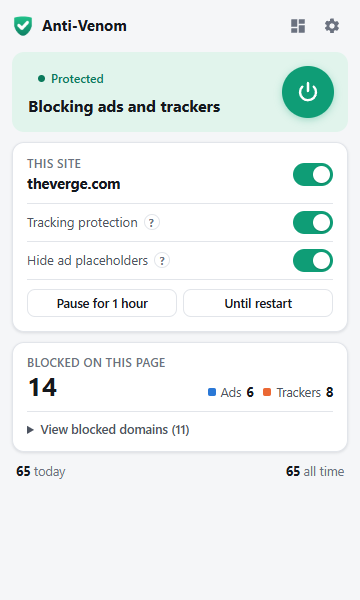 Anti-Venom
Protected
Blocking ads and trackers
THIS SITE
theverge.com
Tracking protection ?
Hide ad placeholders ?
Pause for 1 hour Until restart
BLOCKED ON THIS PAGE
14 Ads 6 Trackers 8
View blocked domains (11)
65 today 65 all time